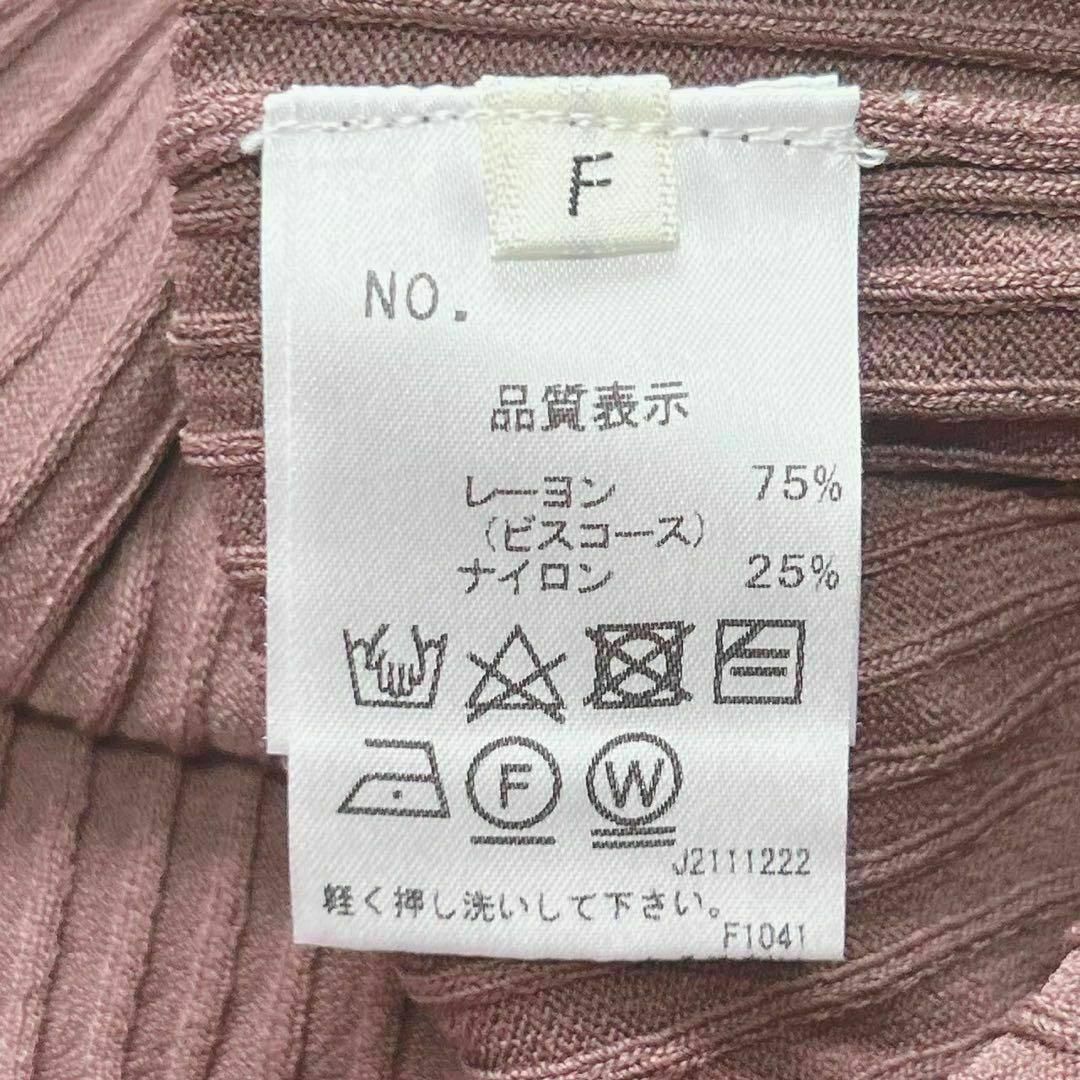 F
NO.
品質表示
レーヨン 75%
(ビスコース)
ナイロン 25%
F W
J2111222
軽く押し洗いして下さい。
F1041